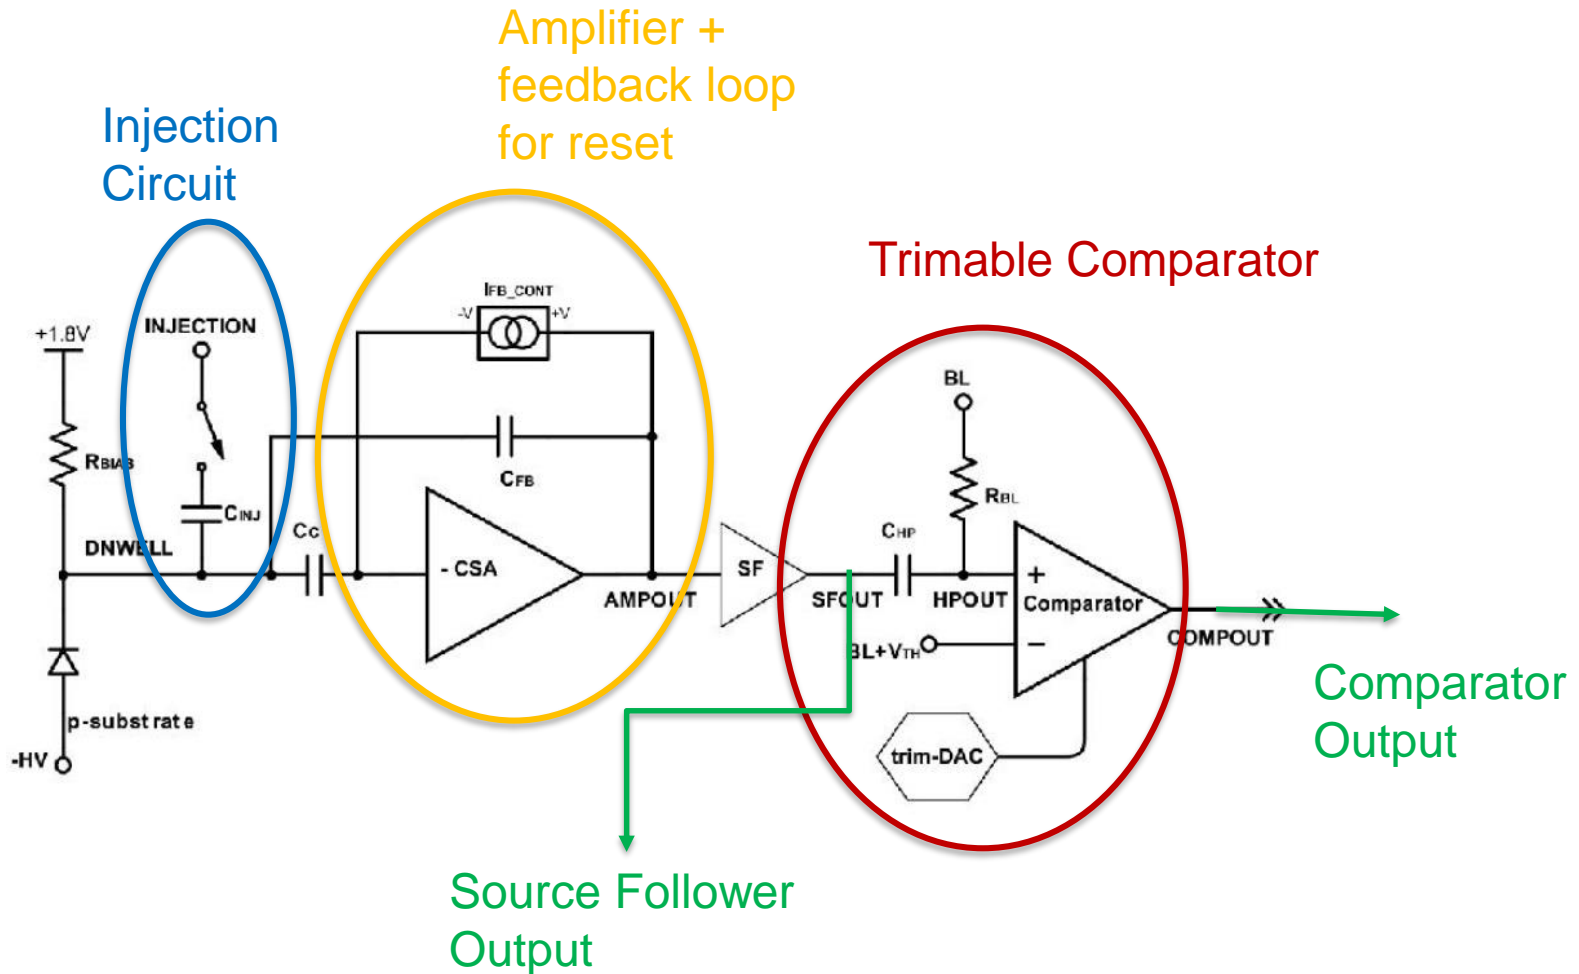 Amplifier +
feedback loop
for reset
Injection
Circuit
Trimable Comparator
IFB_CONT
-V
+V
+1.8V
INJECTION
BL
RBIAS
CFB
RBL
CINJ
CC
CHP
DNWELL
- CSA
SF
+
AMPOUT
SFOUT
HPOUT
Comparator
BL+VTH
−
COMPOUT
p-substrate
-HV
trim-DAC
Comparator
Output
Source Follower
Output